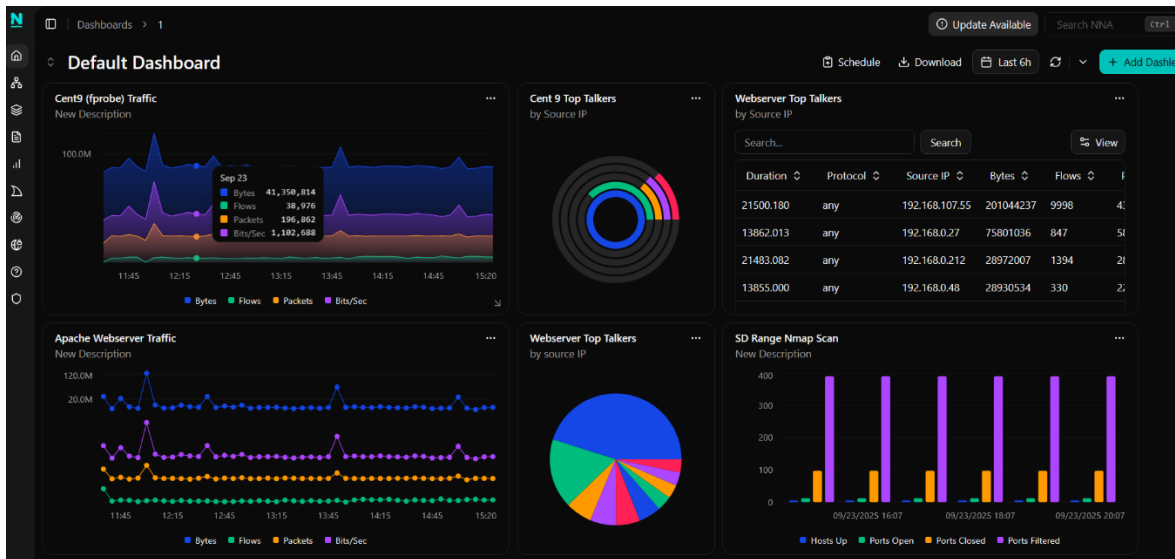 N
Dashboards > 1
Update Available
Search NNA
Ctrl
Default Dashboard
Schedule
Download
Last 6h
+ Add Dashle
Cent9 (fprobe) Traffic
New Description
100.0M
Sep 23
Bytes 41,350,814
Flows 38,976
Packets 196,862
Bits/Sec 1,102,688
11:45 12:15 12:45 13:15 13:45 14:15 14:45 15:20
Bytes Flows Packets Bits/Sec
Cent 9 Top Talkers
by Source IP
Webserver Top Talkers
by Source IP
Search...
Search
View
Duration Protocol Source IP Bytes Flows
21500.180 any 192.168.107.55 201044237 9998
13862.013 any 192.168.0.27 75801036 847
21483.082 any 192.168.0.212 28972007 1394
13855.000 any 192.168.0.48 28930534 330
Apache Webserver Traffic
New Description
120.0M
20.0M
11:45 12:15 12:45 13:15 13:45 14:15 14:45 15:20
Bytes Flows Packets Bits/Sec
Webserver Top Talkers
by source IP
SD Range Nmap Scan
New Description
400
300
200
100
0
09/23/2025 16:07 09/23/2025 18:07 09/23/2025 20:07
Hosts Up Ports Open Ports Closed Ports Filtered